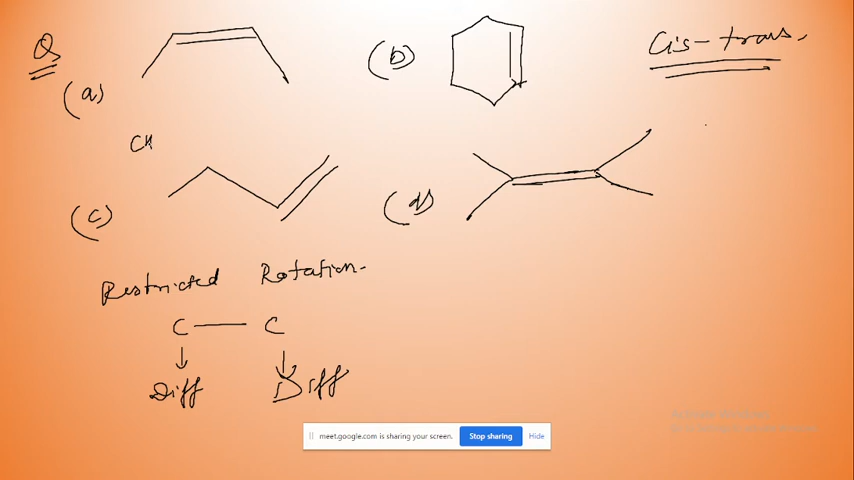 Q
(a)
(b)
Cis-trans.
CH
(c)
(d)
Restricted Rotation.
C — C
↓ ↓
Diff Diff
meet.google.com is sharing your screen. Stop sharing Hide